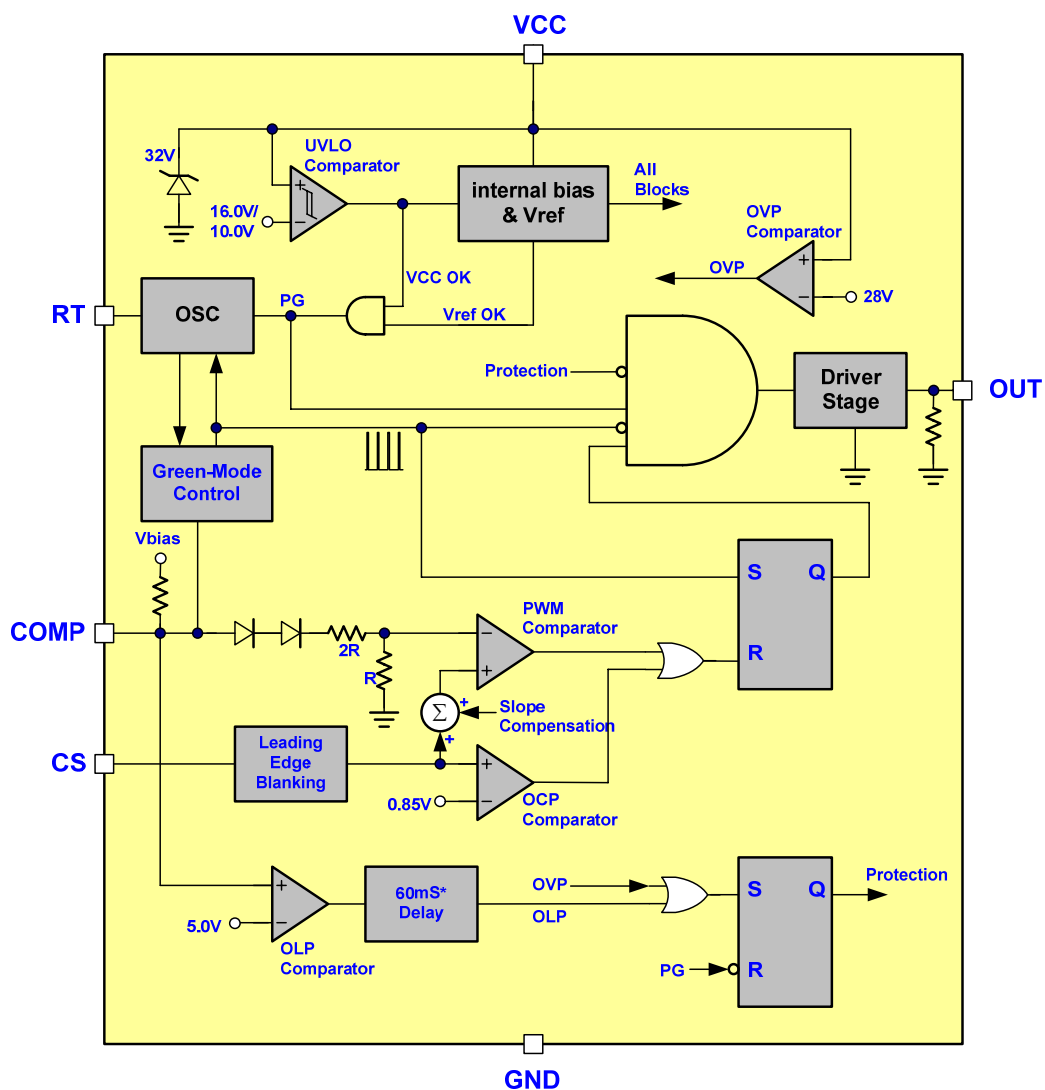 VCC
32V
UVLO
Comparator
16.0V/
10.0V
internal bias
& Vref
All
Blocks
OVP
Comparator
OVP
28V
VCC OK
Vref OK
PG
RT
OSC
Protection
Driver
Stage
OUT
Green-Mode
Control
Vbias
COMP
2R
R
PWM
Comparator
S
Q
R
Σ
+
+
Slope
Compensation
CS
Leading
Edge
Blanking
0.85V
OCP
Comparator
5.0V
OLP
Comparator
60mS*
Delay
OVP
OLP
S
Q
R
Protection
PG
GND